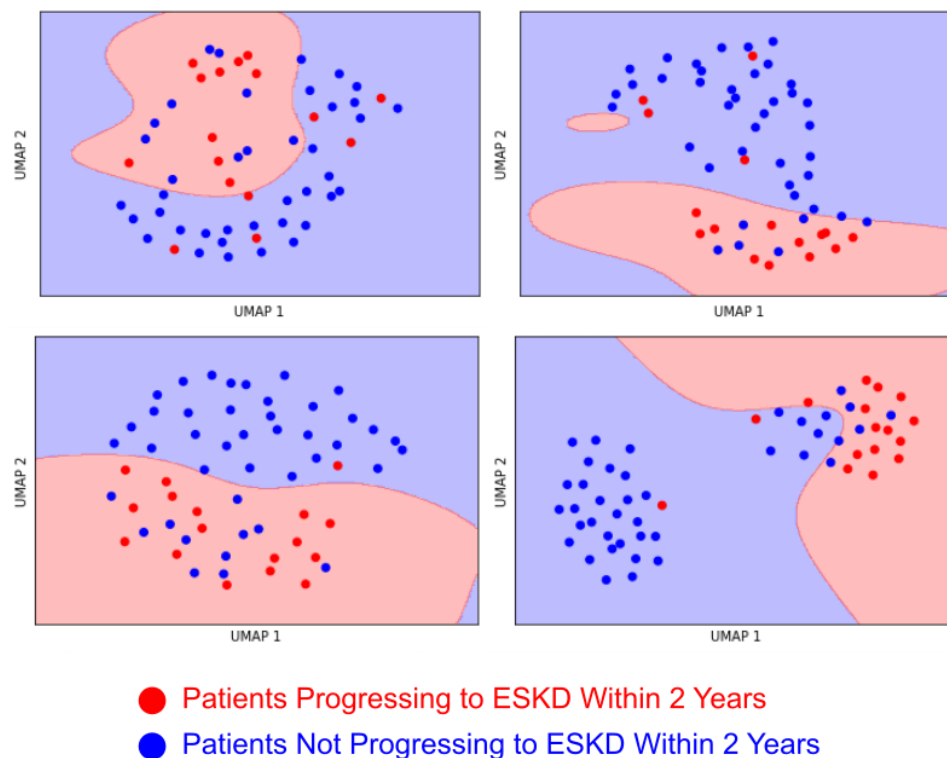 UMAP 2
UMAP 1
UMAP 2
UMAP 1
UMAP 2
UMAP 1
UMAP 2
UMAP 1
Patients Progressing to ESKD Within 2 Years
Patients Not Progressing to ESKD Within 2 Years